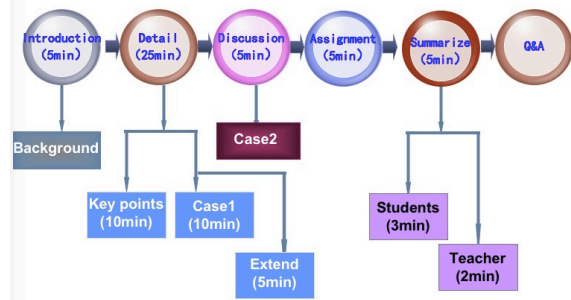 Introduction
(5min)
Detail
(25min)
Discussion
(5min)
Assignment
(5min)
Summarize
(5min)
Q&A
Background
Case2
Key points
(10min)
Case1
(10min)
Students
(3min)
Extend
(5min)
Teacher
(2min)